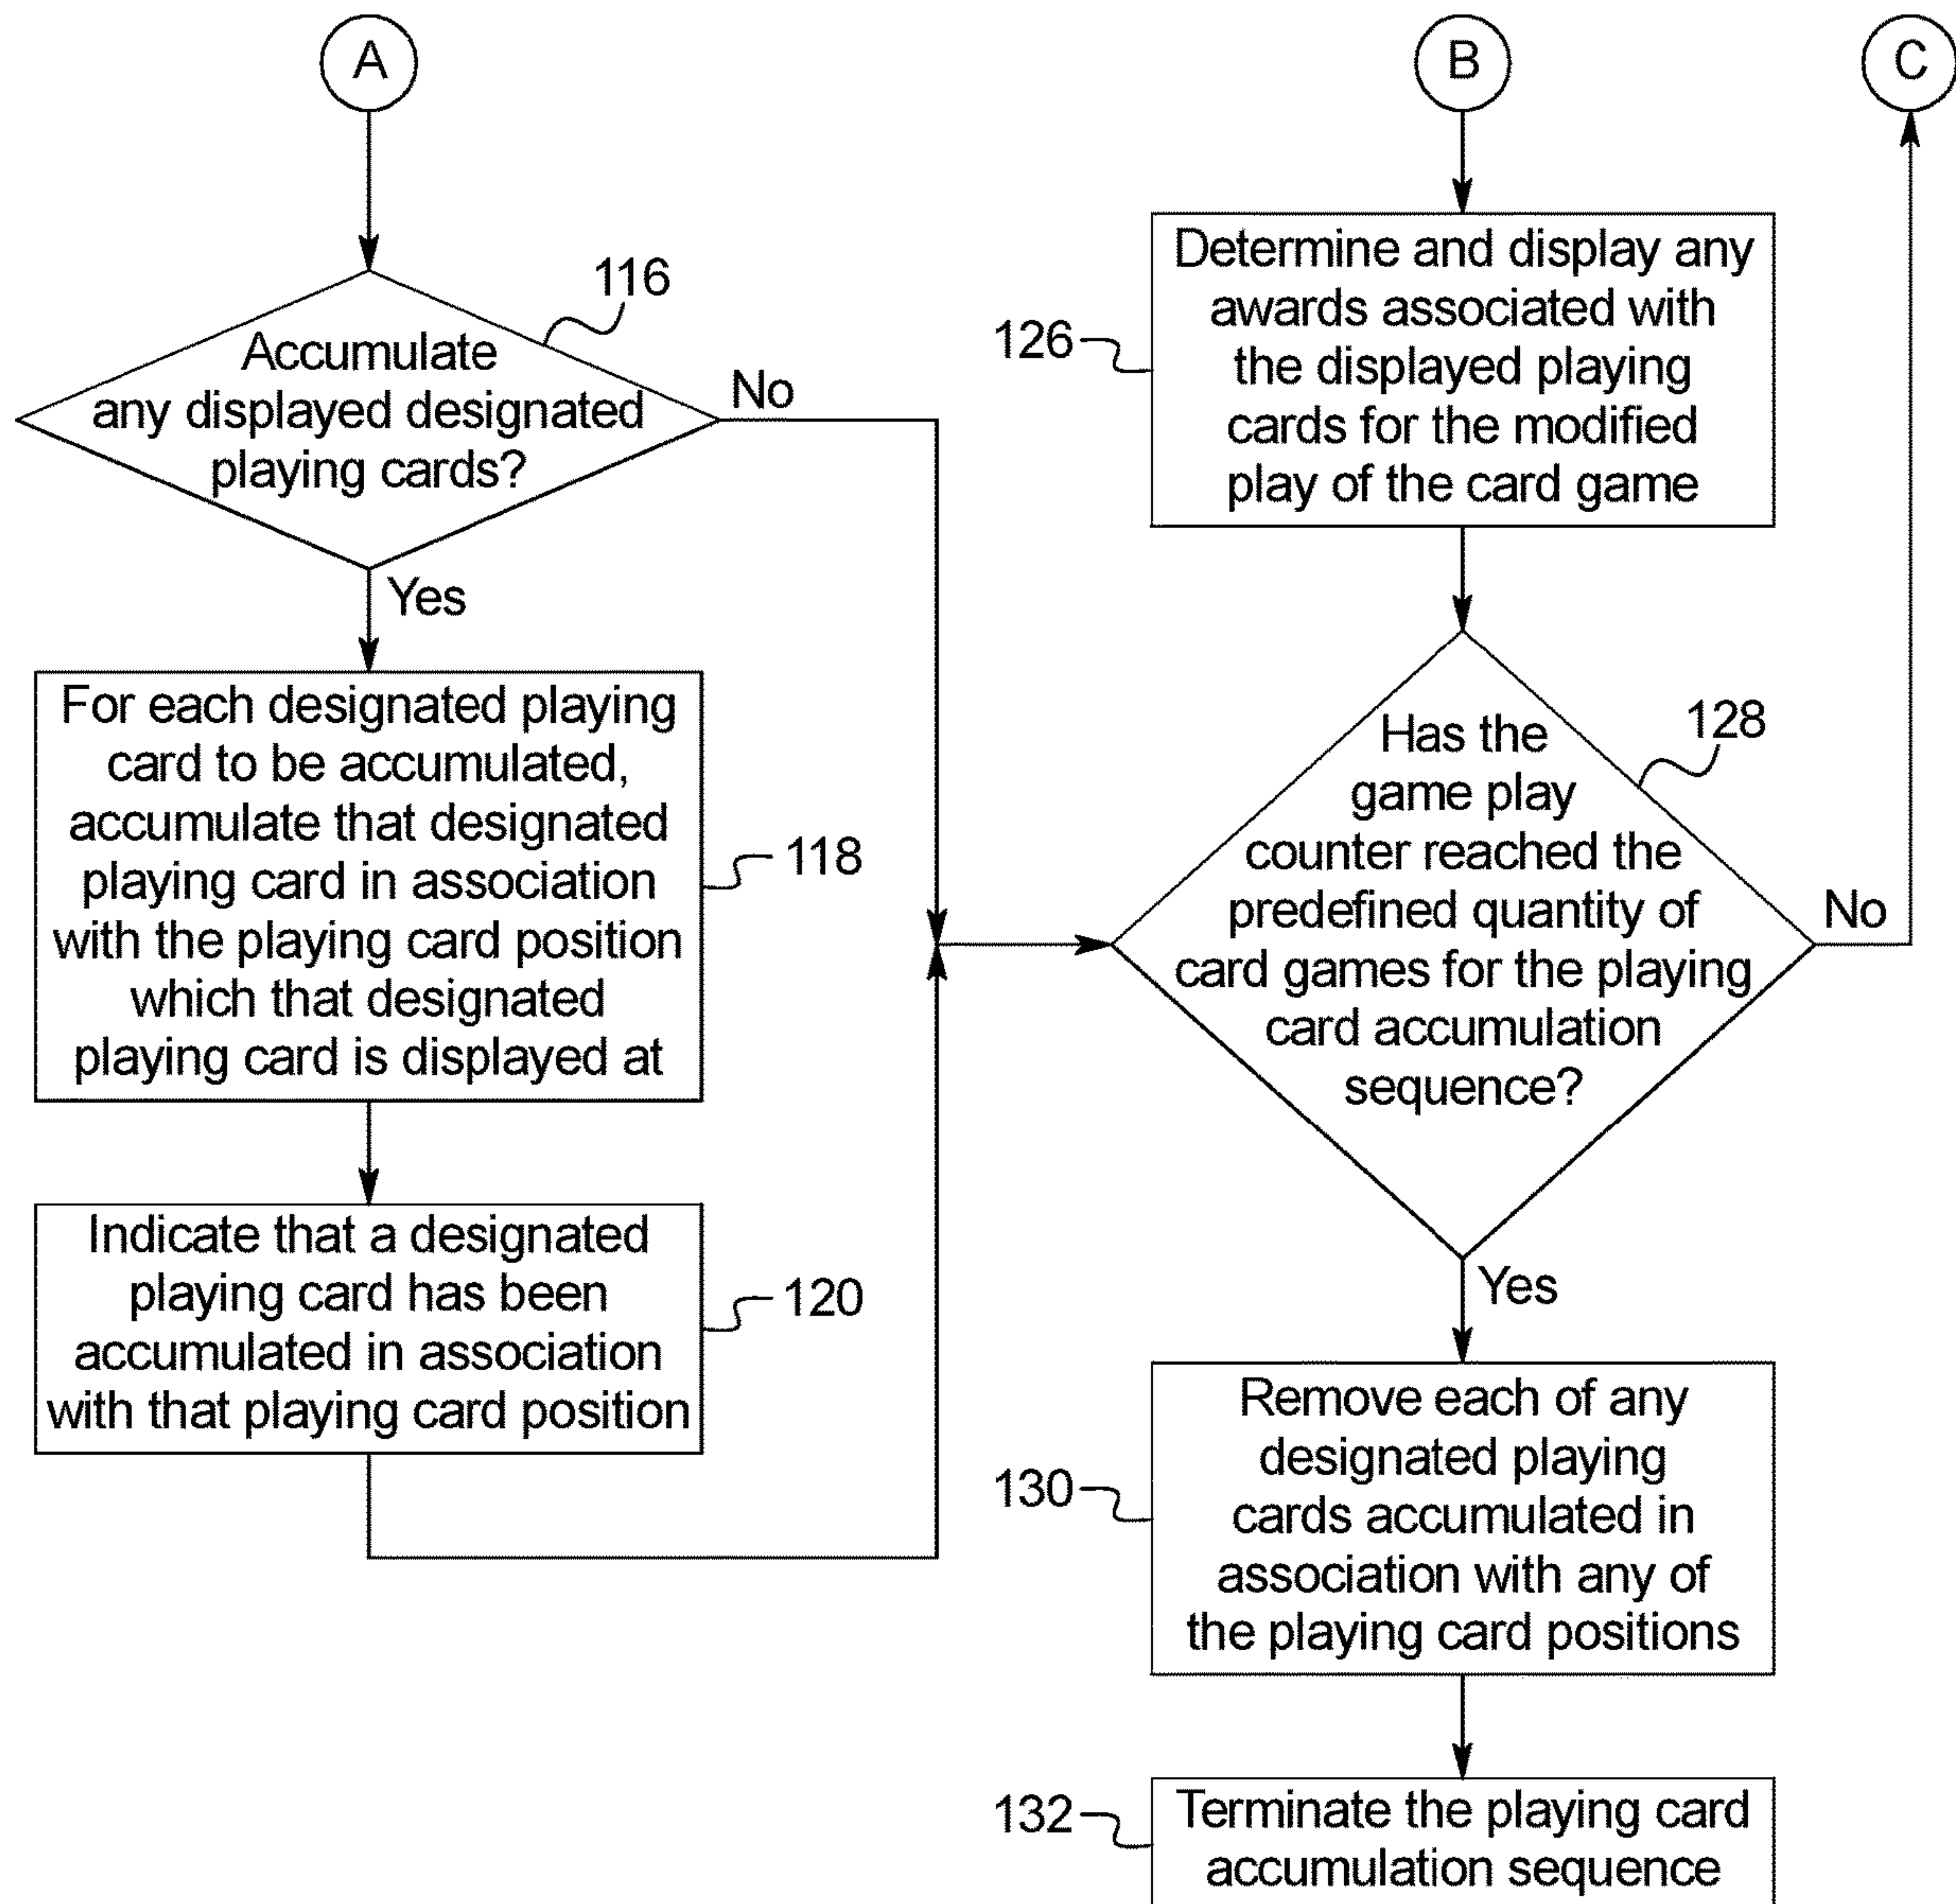 A
116
Accumulate
any displayed designated
playing cards?
No
Yes
For each designated playing
card to be accumulated,
accumulate that designated
playing card in association
with the playing card position
which that designated
playing card is displayed at
118
Indicate that a designated
playing card has been
accumulated in association
with that playing card position
120
B
C
Determine and display any
awards associated with
the displayed playing
cards for the modified
play of the card game
126
Has the
game play
counter reached the
predefined quantity of
card games for the playing
card accumulation
sequence?
128
No
Yes
Remove each of any
designated playing
cards accumulated in
association with any of
the playing card positions
130
Terminate the playing card
accumulation sequence
132